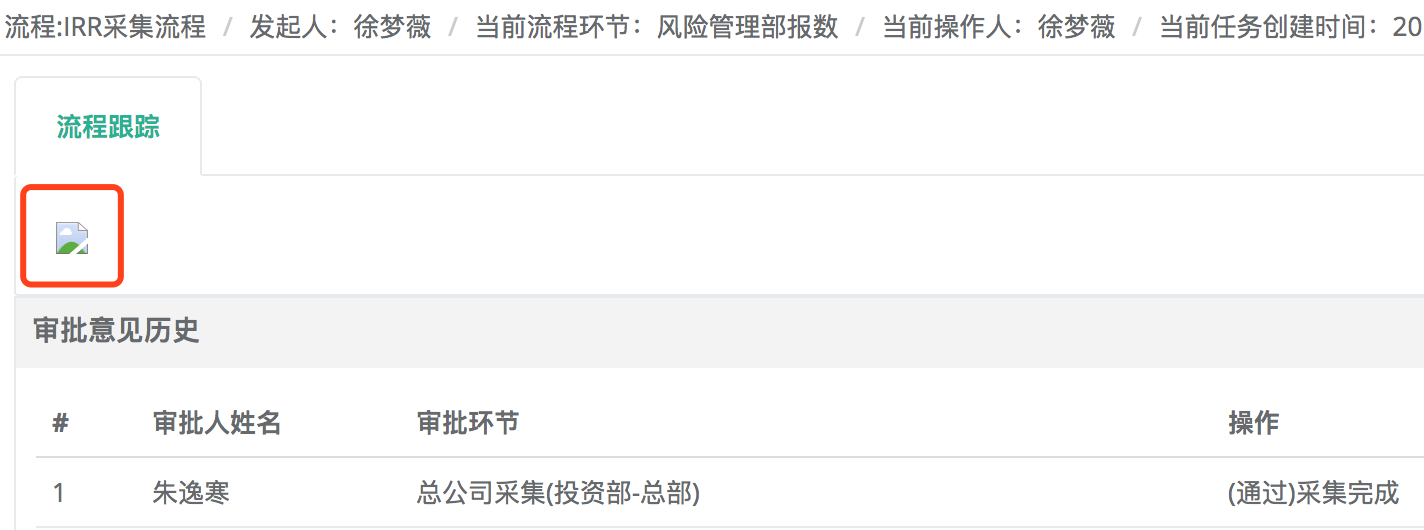 流程:IRR采集流程 / 发起人：徐梦薇 / 当前流程环节：风险管理部报数 / 当前操作人：徐梦薇 / 当前任务创建时间：20
流程跟踪
审批意见历史
# 审批人姓名 审批环节 操作
1 朱逸寒 总公司采集(投资部-总部) (通过)采集完成